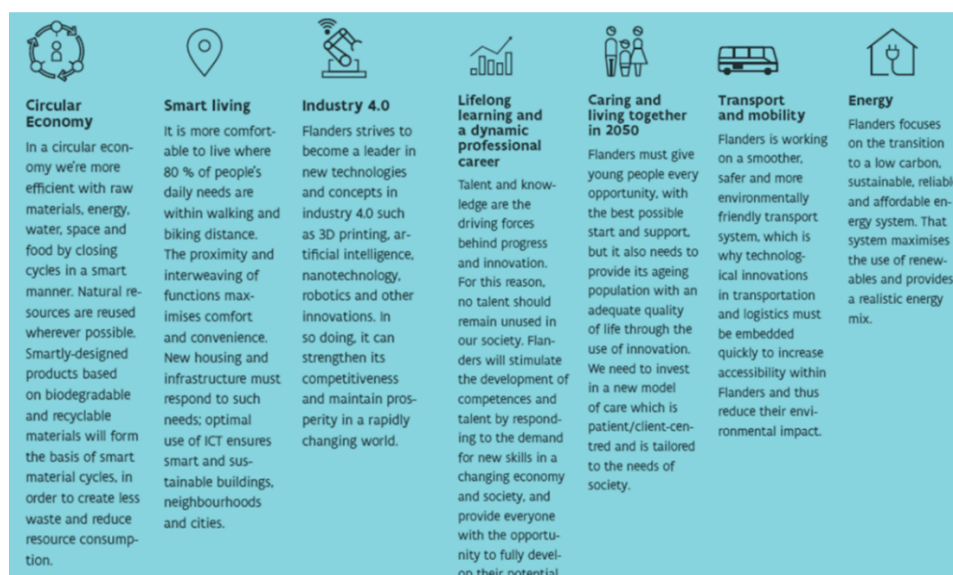 Circular
Economy
In a circular econ-
omy we're more
efficient with raw
materials, energy,
water, space and
food by closing
cycles in a smart
manner. Natural re-
sources are reused
wherever possible.
Smartly-designed
products based
on biodegradable
and recyclable
materials will form
the basis of smart
material cycles, in
order to create less
waste and reduce
resource consump-
tion.
Smart living
It is more comfort-
able to live where
80 % of people's
daily needs are
within walking and
biking distance.
The proximity and
interweaving of
functions max-
imises comfort
and convenience.
New housing and
infrastructure must
respond to such
needs; optimal
use of ICT ensures
smart and sus-
tainable buildings,
neighbourhoods
and cities.
Industry 4.0
Flanders strives to
become a leader in
new technologies
and concepts in
industry 4.0 such
as 3D printing, ar-
tificial intelligence,
nanotechnology,
robotics and other
innovations. In
so doing, it can
strengthen its
competitiveness
and maintain pros-
perity in a rapidly
changing world.
Lifelong
learning and
a dynamic
professional
career
Talent and know-
ledge are the
driving forces
behind progress
and innovation.
For this reason,
no talent should
remain unused in
our society. Flan-
ders will stimulate
the development of
competences and
talent by respond-
ing to the demand
for new skills in a
changing economy
and society, and
provide everyone
with the opportu-
nity to fully devel-
op their potential
Caring and
living together
in 2050
Flanders must give
young people every
opportunity, with
the best possible
start and support,
but it also needs to
provide its ageing
population with an
adequate quality
of life through the
use of innovation.
We need to invest
in a new model
of care which is
patient/client-cen-
tred and is tailored
to the needs of
society.
Transport
and mobility
Flanders is working
on a smoother,
safer and more
environmentally
friendly transport
system, which is
why technolog-
ical innovations
in transportation
and logistics must
be embedded
quickly to increase
accessibility within
Flanders and thus
reduce their envi-
ronmental impact.
Energy
Flanders focuses
on the transition
to a low carbon,
sustainable, reliabl
and affordable en-
ergy system. That
system maximises
the use of renew-
ables and provides
a realistic energy
mix.